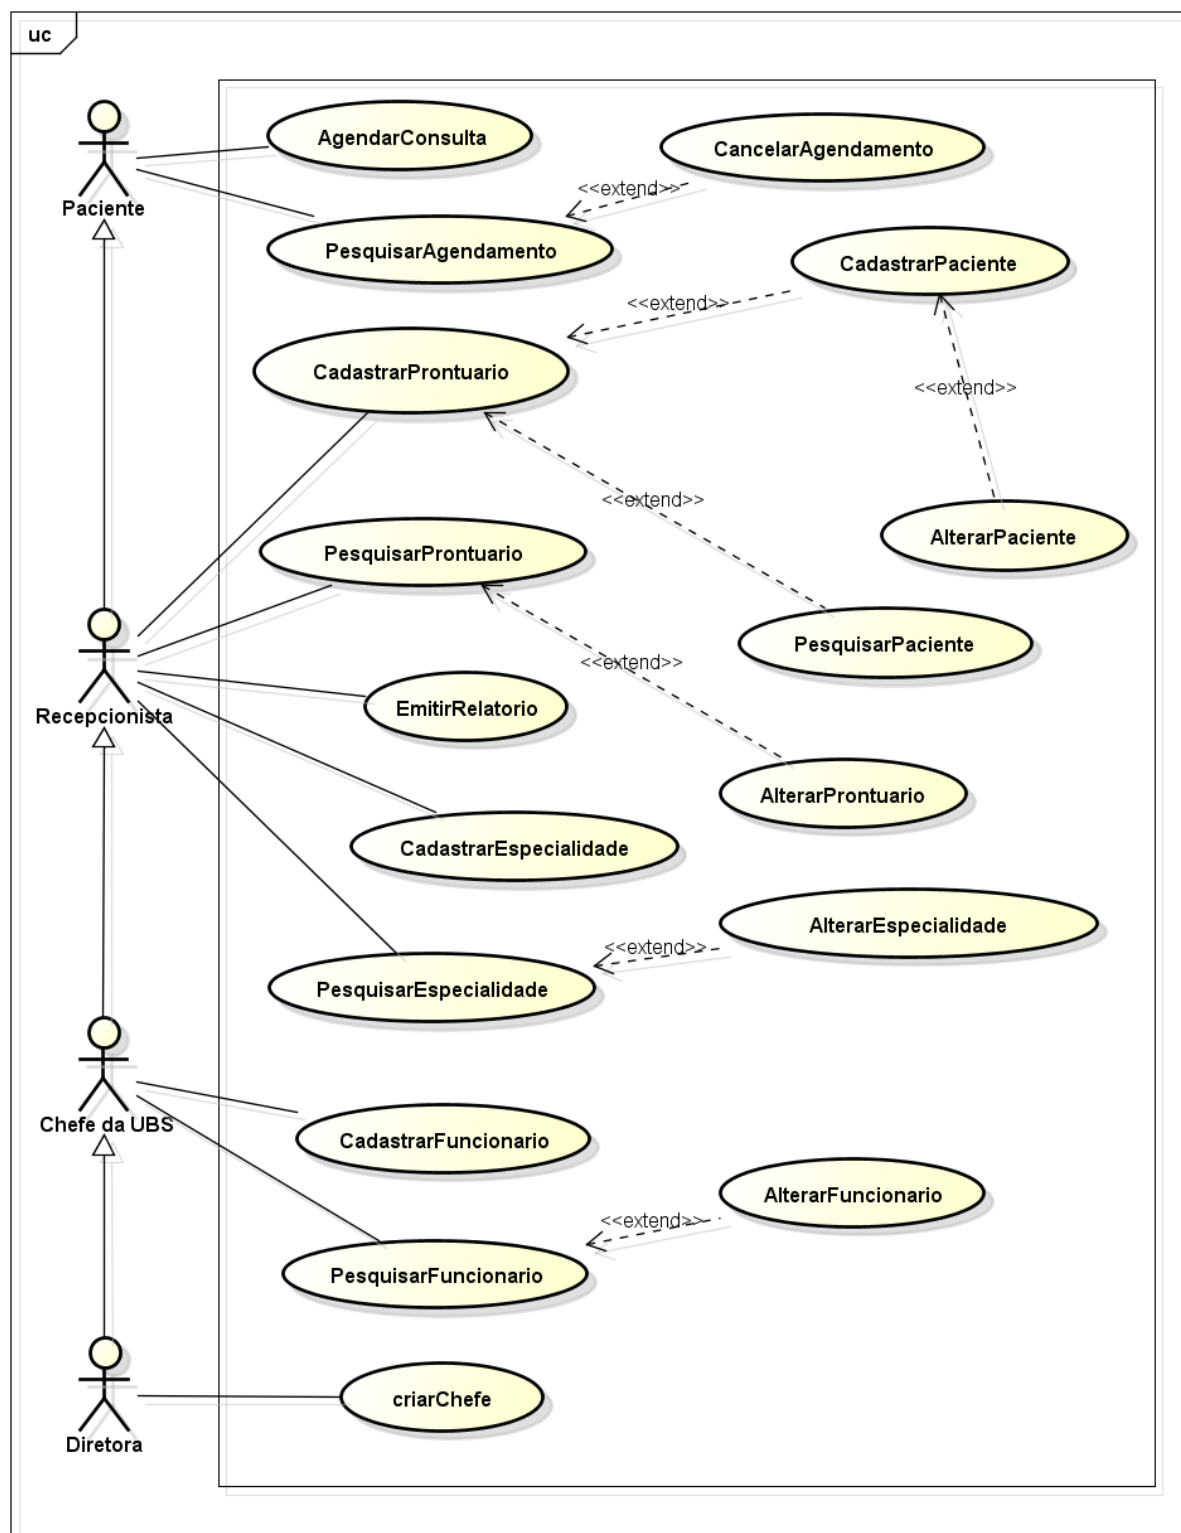 uc
AgendarConsulta
CancelarAgendamento
<<extend>>
Paciente
PesquisarAgendamento
CadastrarPaciente
<<extend>>
CadastrarProntuario
<<extend>>
<<extend>>
AlterarPaciente
PesquisarProntuario
PesquisarPaciente
<<extend>>
EmitirRelatorio
Recepcionista
AlterarProntuario
CadastrarEspecialidade
AlterarEspecialidade
<<extend>>
PesquisarEspecialidade
Chefe da UBS
CadastrarFuncionario
AlterarFuncionario
<<extend>>
PesquisarFuncionario
criarChefe
Diretora